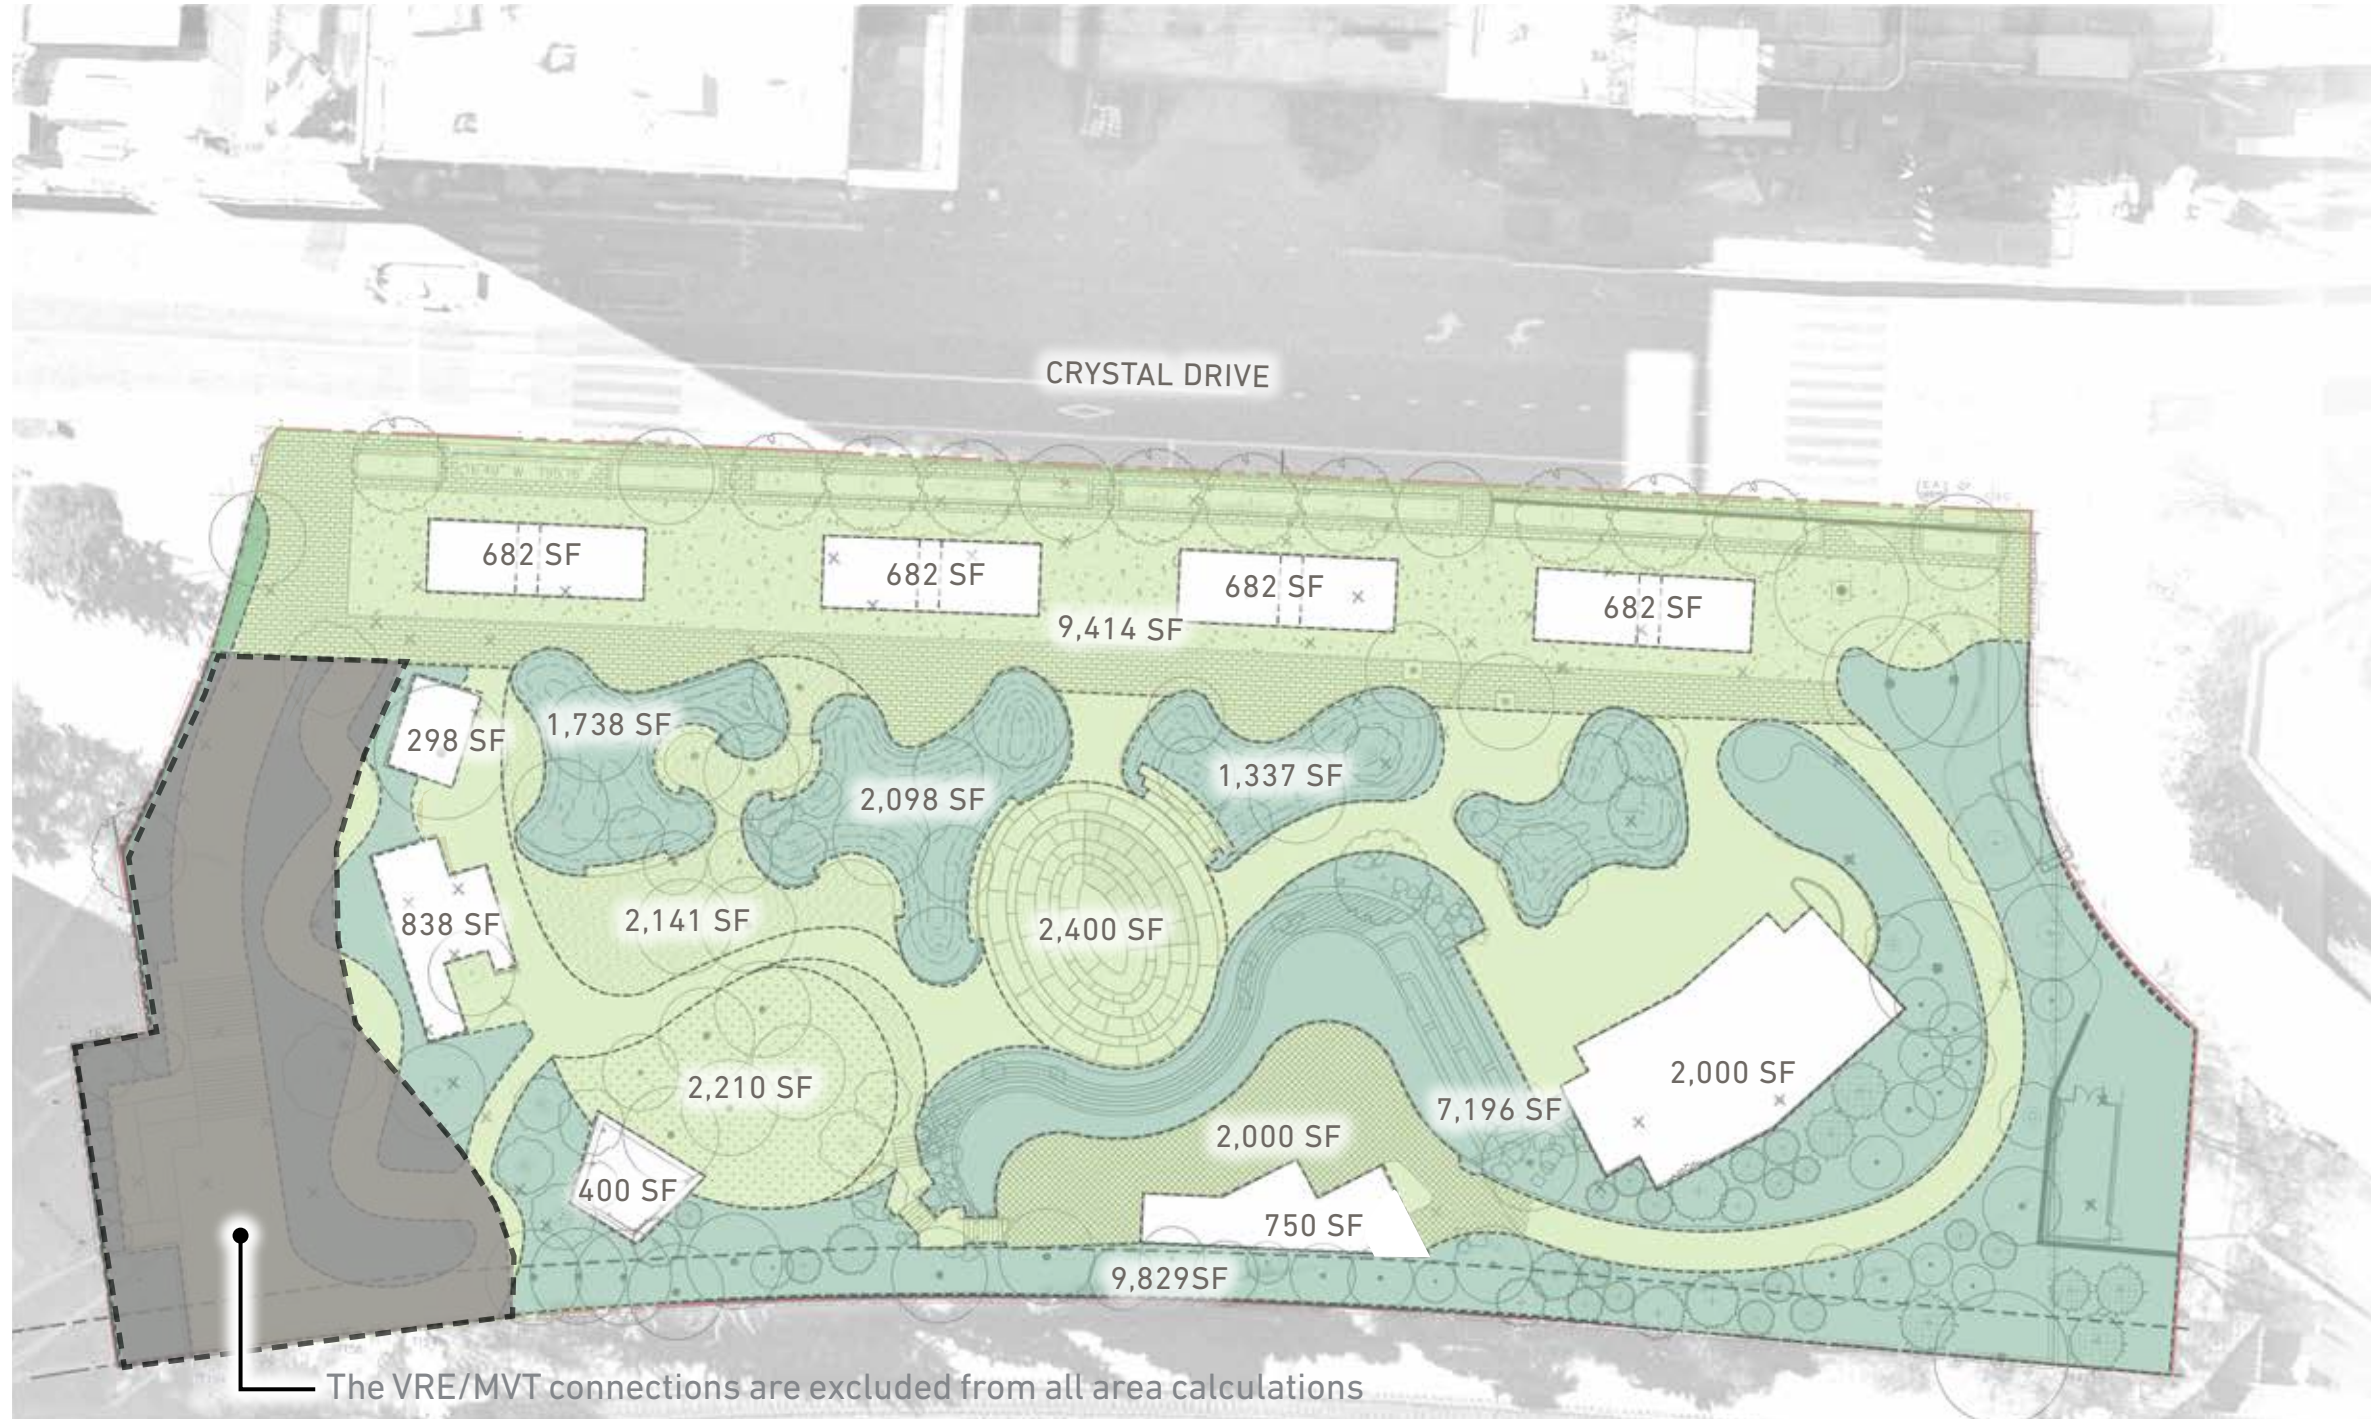 CRYSTAL DRIVE
682 SF
682 SF
682 SF
682 SF
9,414 SF
298 SF
1,738 SF
2,098 SF
1,337 SF
838 SF
2,141 SF
2,400 SF
2,210 SF
2,000 SF
7,196 SF
2,000 SF
400 SF
750 SF
9,829SF
The VRE/MVT connections are excluded from all area calculations